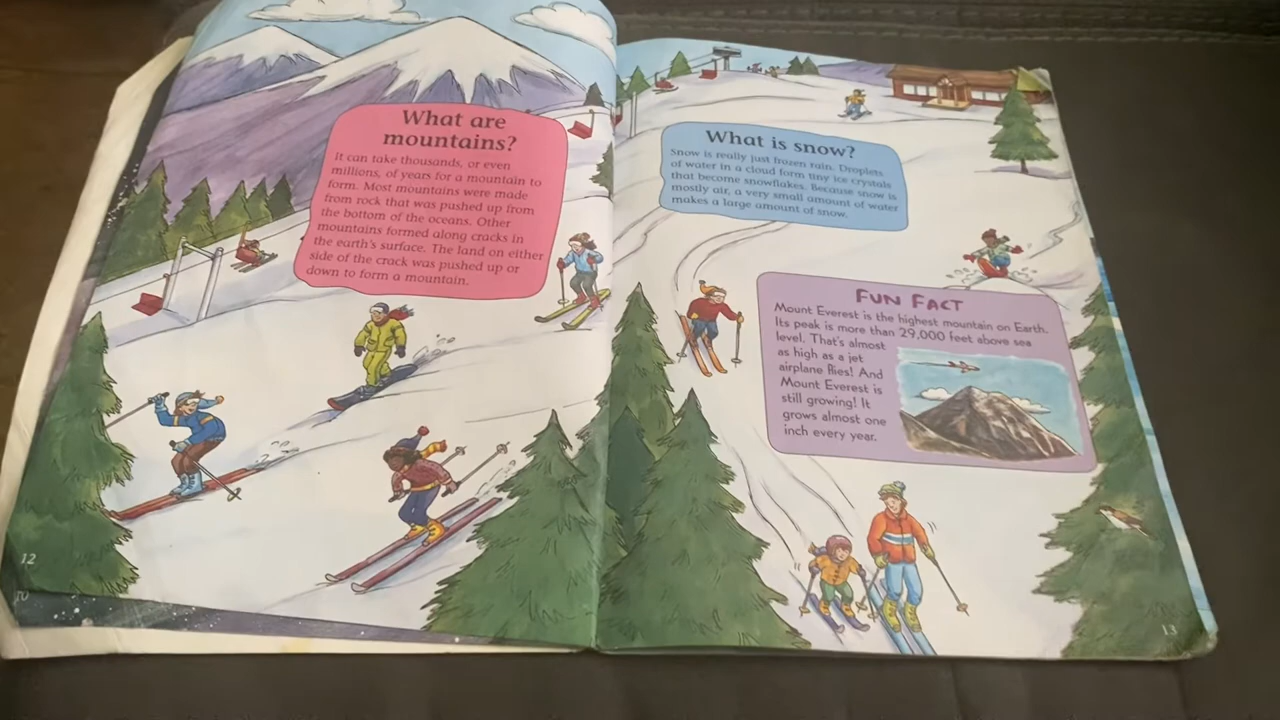 What are
mountains?
It can take thousands, or even
millions, of years for a mountain to
form. Most mountains were made
from rock that was pushed up from
the bottom of the oceans. Other
mountains formed along cracks in
the earth's surface. The land on either
side of the crack was pushed up or
down to form a mountain.
12
10
What is snow?
Snow is really just frozen rain. Droplets
of water in a cloud form tiny ice crystals
that become snowflakes. Because snow is
mostly air, a very small amount of water
makes a large amount of snow.
FUN FACT
Mount Everest is the highest mountain on Earth.
Its peak is more than 29,000 feet above sea
level. That's almost
as high as a jet
airplane flies! And
Mount Everest is
still growing! It
grows almost one
inch every year.
13